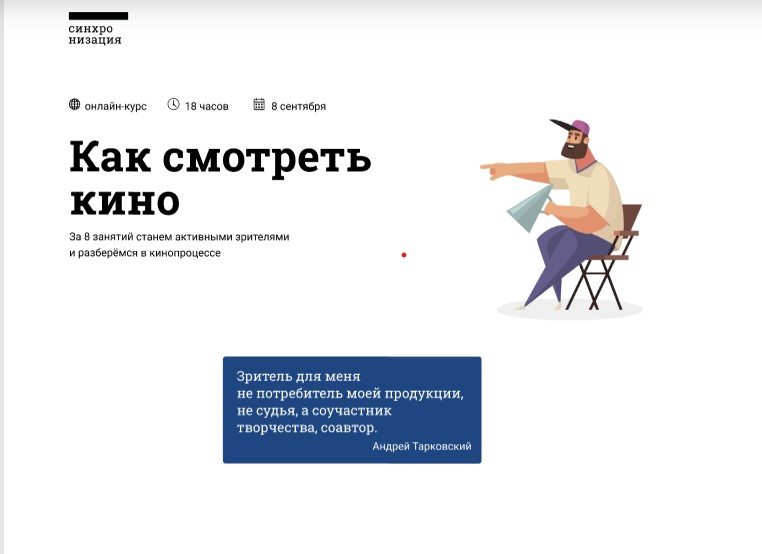 синхро
низация
онлайн-курс 18 часов 8 сентября
Как смотреть
кино
За 8 занятий станем активными зрителями
и разберёмся в кинопроцессе
Зритель для меня
не потребитель моей продукции,
не судья, а соучастник
творчества, соавтор.
Андрей Тарковский